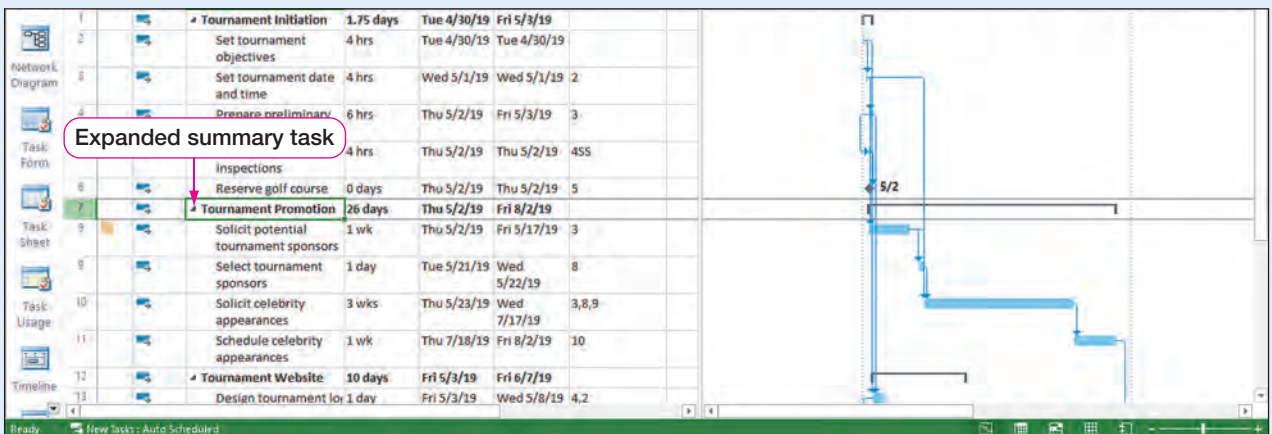 1 Tournament Initiation 1.75 days Tue 4/30/19 Fri 5/3/19
2 Set tournament 4 hrs Tue 4/30/19 Tue 4/30/19
objectives
Network
Diagram
3 Set tournament date 4 hrs Wed 5/1/19 Wed 5/1/19 2
and time
4 Prepare preliminary 6 hrs Thu 5/2/19 Fri 5/3/19 3
Expanded summary task
Task
Form
4 hrs Thu 5/2/19 Thu 5/2/19 4SS
inspections
6 Reserve golf course 0 days Thu 5/2/19 Thu 5/2/19 5
5/2
7 Tournament Promotion 26 days Thu 5/2/19 Fri 8/2/19
Task
Sheet
Solicit potential 1 wk Thu 5/2/19 Fri 5/17/19 3
tournament sponsors
9 Select tournament 1 day Tue 5/21/19 Wed 8
sponsors 5/22/19
Task
Usage
10 Solicit celebrity 3 wks Thu 5/23/19 Wed 3,8,9
appearances 7/17/19
11 Schedule celebrity 1 wk Thu 7/18/19 Fri 8/2/19 10
appearances
Timeline
12 Tournament Website 10 days Fri 5/3/19 Fri 6/7/19
13 Design tournament lo 1 day Fri 5/3/19 Wed 5/8/19 4,2
Ready New Tasks : Auto Scheduled